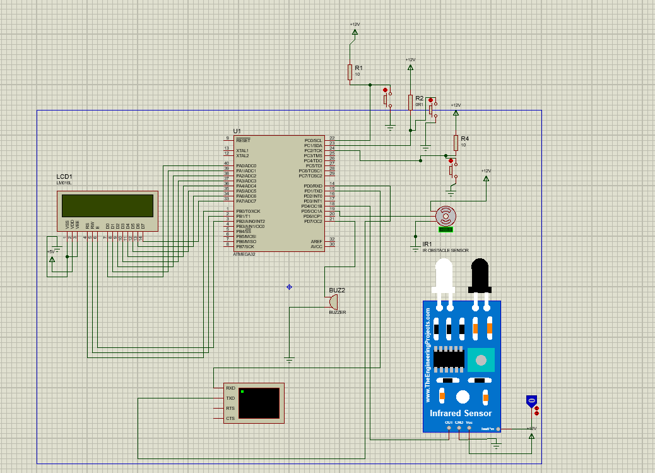 +12V
R1
10
+12V
R2
+12V
R4
10
+12V
U1
RESET
XTAL1
XTAL2
PA0/ADC0
PA1/ADC1
PA2/ADC2
PA3/ADC3
PA4/ADC4
PA5/ADC5
PA6/ADC6
PA7/ADC7
PB0/T0/XCK
PB1/T1
PB2/AIN0/INT2
PB3/AIN1/OC0
PB4/SS
PB5/MOSI
PB6/MISO
PB7/SCK
PC0/SCL
PC1/SDA
PC2/TCK
PC3/TMS
PC4/TDO
PC5/TDI
PC6/TOSC1
PC7/TOSC2
PD0/RXD
PD1/TXD
PD2/INT0
PD3/INT1
PD4/OC1B
PD5/OC1A
PD6/ICP1
PD7/OC2
AREF
AVCC
ATMEGA32
LCD1
LM016L
VSS
VDD
VEE
RS
RW
E
D0
D1
D2
D3
D4
D5
D6
D7
BUZ2
BUZZER
IR1
IR OBSTACLE SENSOR
www.TheEngineeringProjects.com
Infrared Sensor
OUT GND Vcc
TestPin
0
RXD
TXD
RTS
CTS